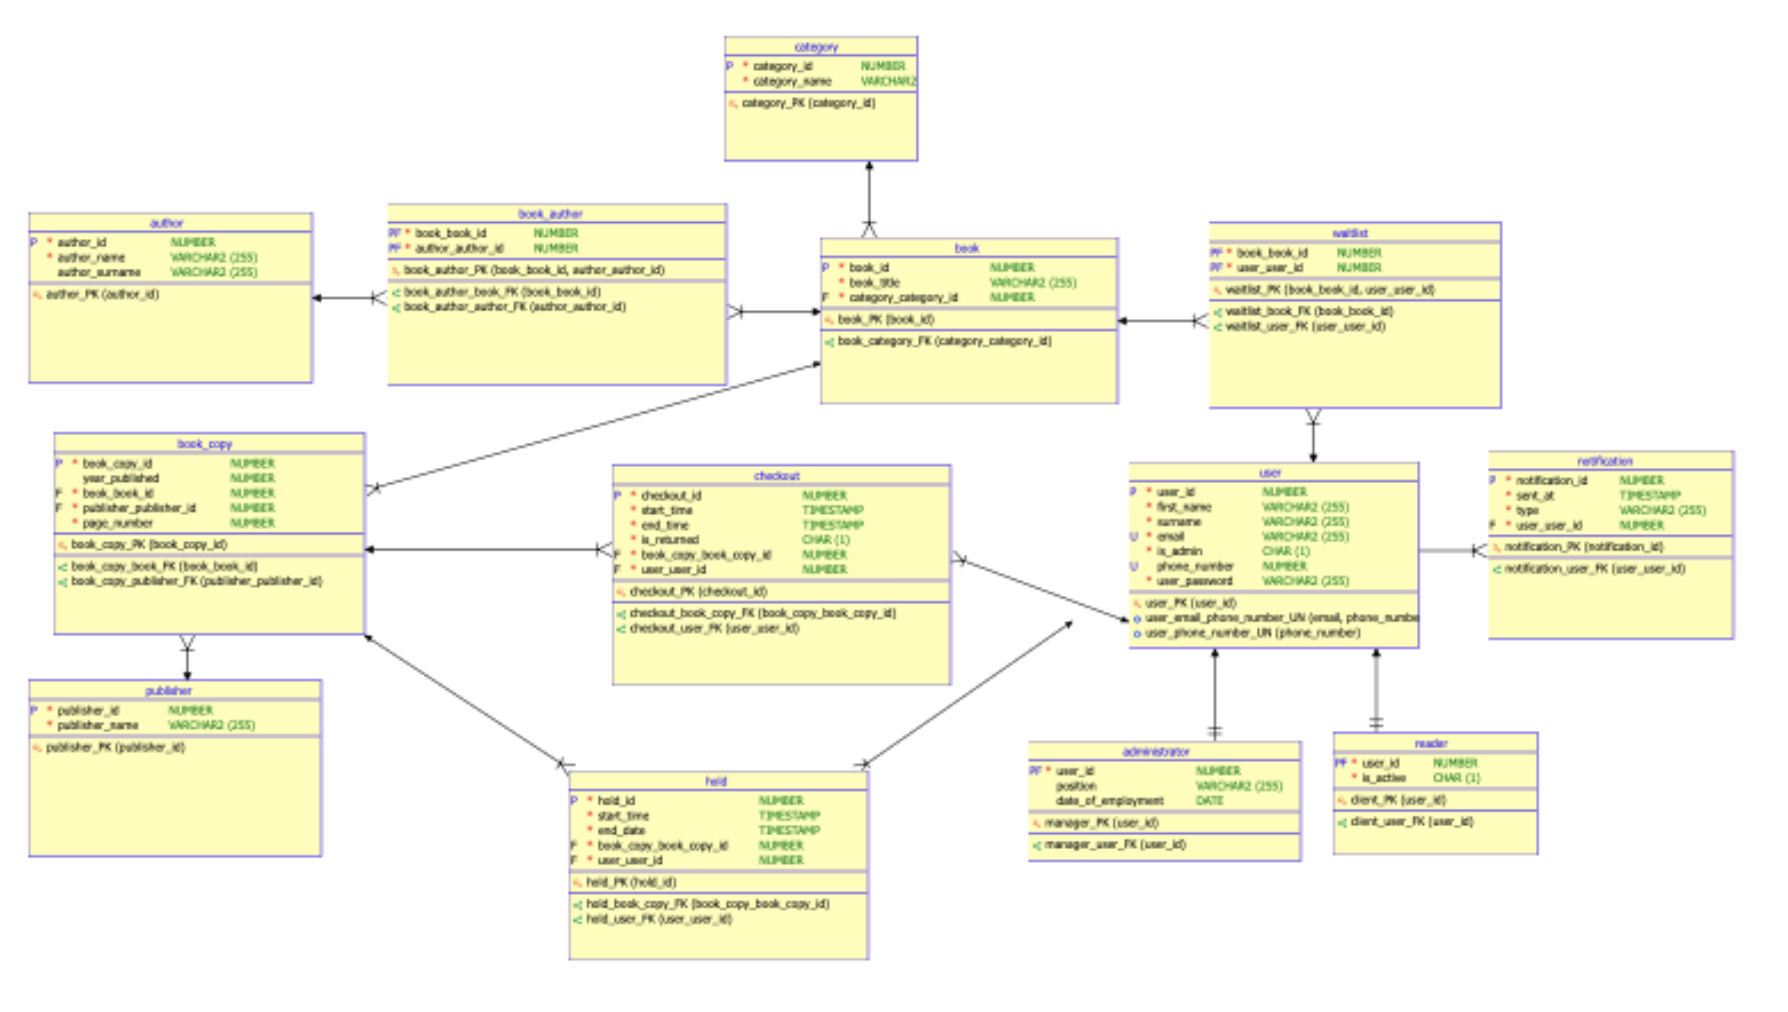 category
P * category_id NUMBER
* category_name VARCHAR2
category_PK (category_id)
author
P * author_id NUMBER
* author_name VARCHAR2 (255)
author_surname VARCHAR2 (255)
author_PK (author_id)
book_author
PF * book_book_id NUMBER
PF * author_author_id NUMBER
book_author_PK (book_book_id, author_author_id)
book_author_book_FK (book_book_id)
book_author_author_FK (author_author_id)
book
P * book_id NUMBER
* book_title VARCHAR2 (255)
F * category_category_id NUMBER
book_PK (book_id)
book_category_FK (category_category_id)
waitlist
PF * book_book_id NUMBER
PF * user_user_id NUMBER
waitlist_PK (book_book_id, user_user_id)
waitlist_book_FK (book_book_id)
waitlist_user_FK (user_user_id)
book_copy
P * book_copy_id NUMBER
year_published NUMBER
F * book_book_id NUMBER
F * publisher_publisher_id NUMBER
* page_number NUMBER
book_copy_PK (book_copy_id)
book_copy_book_FK (book_book_id)
book_copy_publisher_FK (publisher_publisher_id)
checkout
P * checkout_id NUMBER
* start_time TIMESTAMP
* end_time TIMESTAMP
* is_returned CHAR (1)
F * book_copy_book_copy_id NUMBER
F * user_user_id NUMBER
checkout_PK (checkout_id)
checkout_book_copy_FK (book_copy_book_copy_id)
checkout_user_FK (user_user_id)
user
P * user_id NUMBER
* first_name VARCHAR2 (255)
* surname VARCHAR2 (255)
U * email VARCHAR2 (255)
* is_admin CHAR (1)
U phone_number NUMBER
* user_password VARCHAR2 (255)
user_PK (user_id)
user_email_phone_number_UN (email, phone_numbe
user_phone_number_UN (phone_number)
notification
P * notification_id NUMBER
* sent_at TIMESTAMP
* type VARCHAR2 (255)
F * user_user_id NUMBER
notification_PK (notification_id)
notification_user_FK (user_user_id)
publisher
P * publisher_id NUMBER
* publisher_name VARCHAR2 (255)
publisher_PK (publisher_id)
hold
P * hold_id NUMBER
* start_time TIMESTAMP
* end_date TIMESTAMP
F * book_copy_book_copy_id NUMBER
F * user_user_id NUMBER
hold_PK (hold_id)
hold_book_copy_FK (book_copy_book_copy_id)
hold_user_FK (user_user_id)
administrator
PF * user_id NUMBER
position VARCHAR2 (255)
date_of_employment DATE
manager_PK (user_id)
manager_user_FK (user_id)
reader
PF * user_id NUMBER
* is_active CHAR (1)
client_PK (user_id)
client_user_FK (user_id)